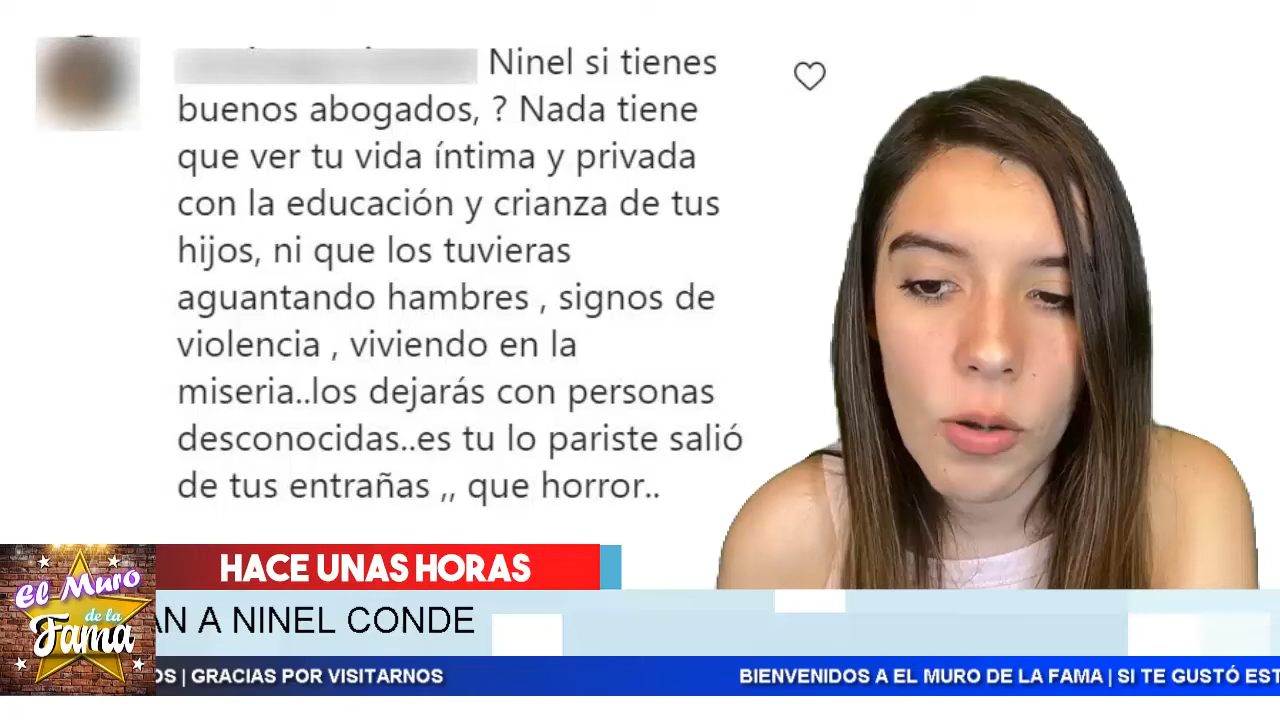 Ninel si tienes
buenos abogados, ? Nada tiene
que ver tu vida íntima y privada
con la educación y crianza de tus
hijos, ni que los tuvieras
aguantando hambres , signos de
violencia , viviendo en la
miseria..los dejarás con personas
desconocidas..es tu lo pariste salió
de tus entrañas ,, que horror..
HACE UNAS HORAS
El Muro
de la
Fama
AN A NINEL CONDE
OS | GRACIAS POR VISITARNOS
BIENVENIDOS A EL MURO DE LA FAMA | SI TE GUSTÓ EST